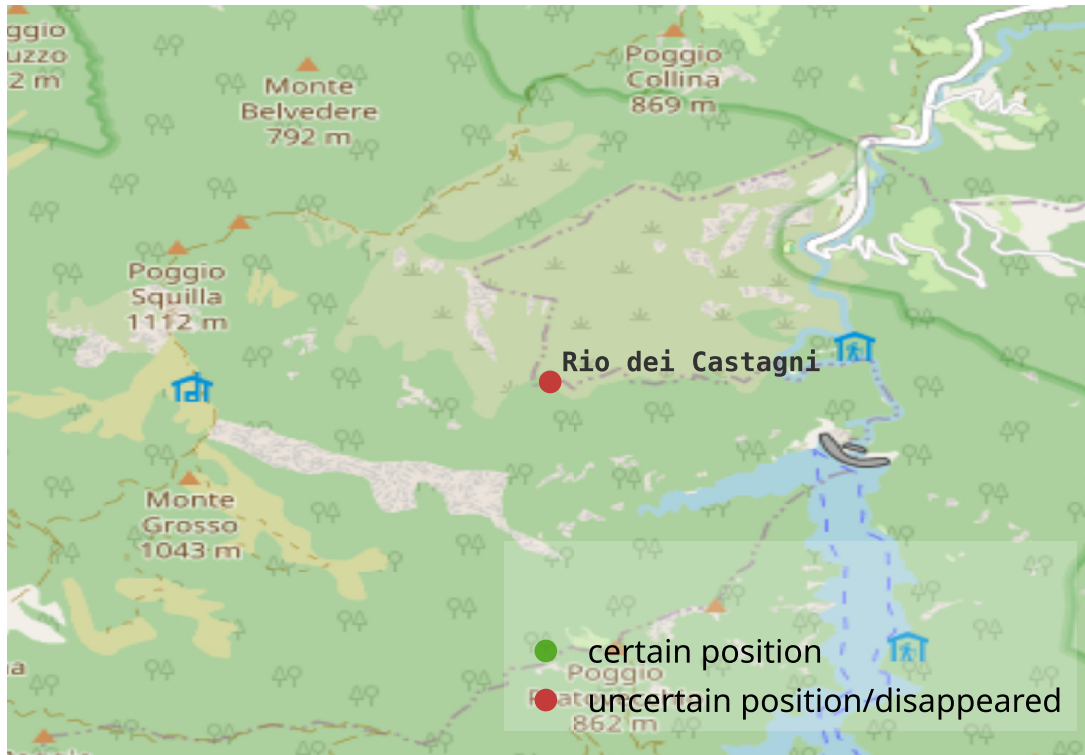 ggio
uzzo
2 m
Monte
Belvedere
792 m
Poggio
Collina
869 m
Poggio
Squilla
1112 m
Rio dei Castagni
Monte
Grosso
1043 m
certain position
Poggio
uncertain position/disappeared
862 m